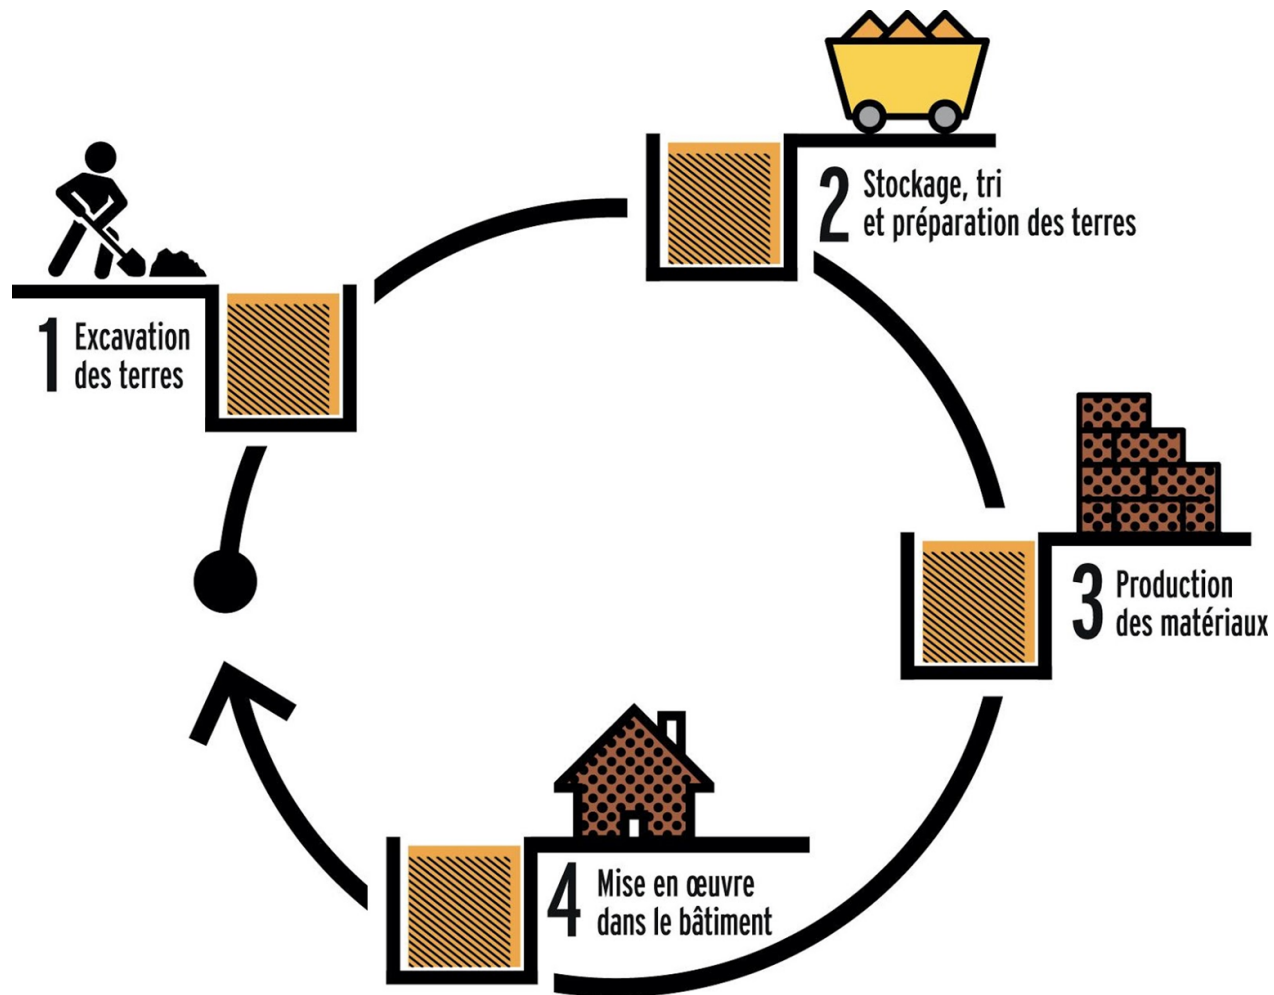 1 Excavation
des terres
2 Stockage, tri
et préparation des terres
3 Production
des matériaux
4 Mise en œuvre
dans le bâtiment